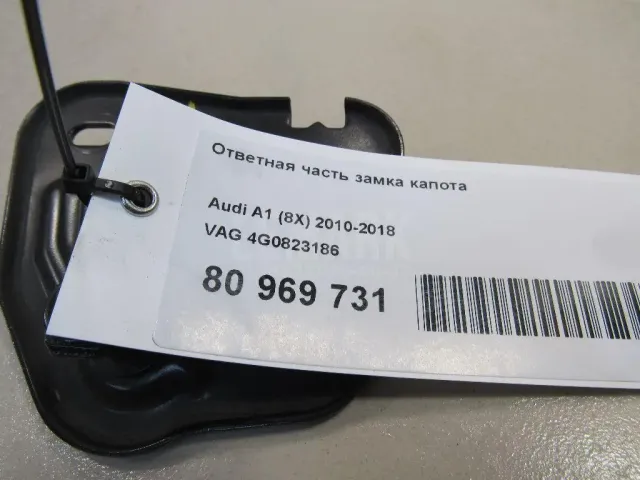 Ответная часть замка капота
Audi A1 (8X) 2010-2018
VAG 4G0823186
80 969 731